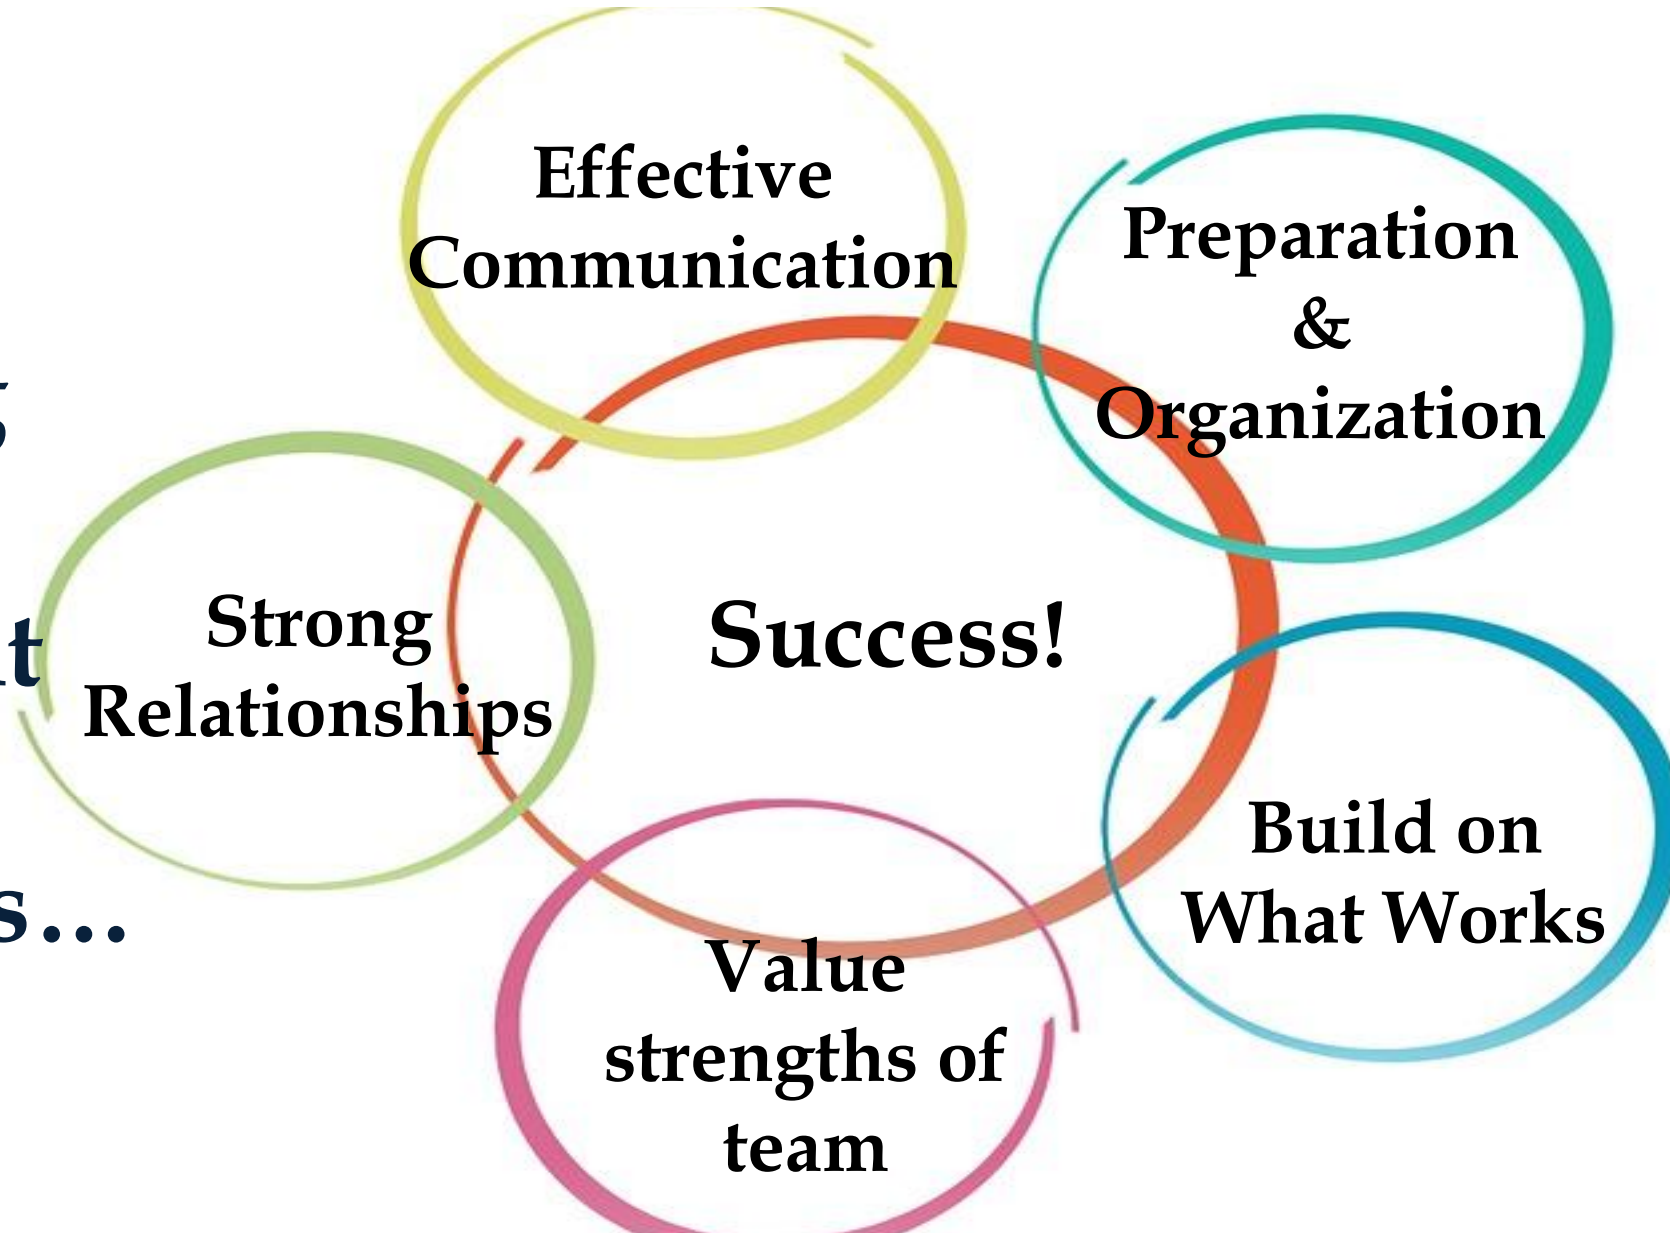 Effective
Communication
Preparation
&
Organization
Strong
Relationships
Success!
Build on
What Works
Value
strengths of
team